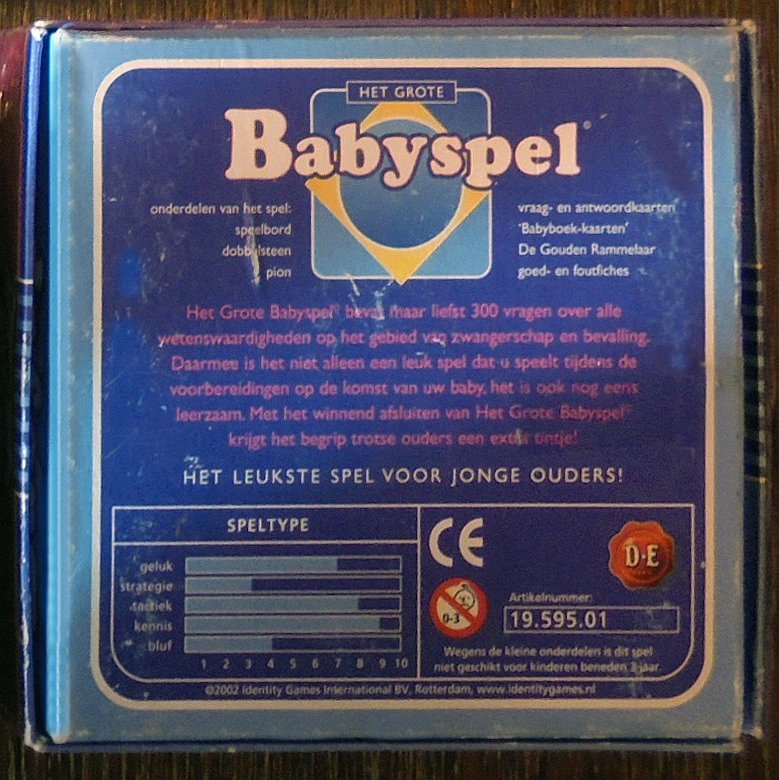 HET GROTE
Babyspel®
onderdelen van het spel:
speelbord
dobbelsteen
pion
vraag- en antwoordkaarten
'Babyboek-kaarten'
De Gouden Rammelaar
goed- en foutfiches
Het Grote Babyspel® bevat maar liefst 300 vragen over alle
wetenswaardigheden op het gebied van zwangerschap en bevalling.
Daarmee is het niet alleen een leuk spel dat u speelt tijdens de
voorbereidingen op de komst van uw baby, het is ook nog eens
leerzaam. Met het winnend afsluiten van Het Grote Babyspel®
krijgt het begrip trotse ouders een extra tintje!
HET LEUKSTE SPEL VOOR JONGE OUDERS!
SPELTYPE
geluk
strategie
tactiek
kennis
bluf
1 2 3 4 5 6 7 8 9 10
CE
0-3
D·E
Artikelnummer:
19.595.01
Wegens de kleine onderdelen is dit spel
niet geschikt voor kinderen beneden 3 jaar.
©2002 Identity Games International BV, Rotterdam, www.identitygames.nl